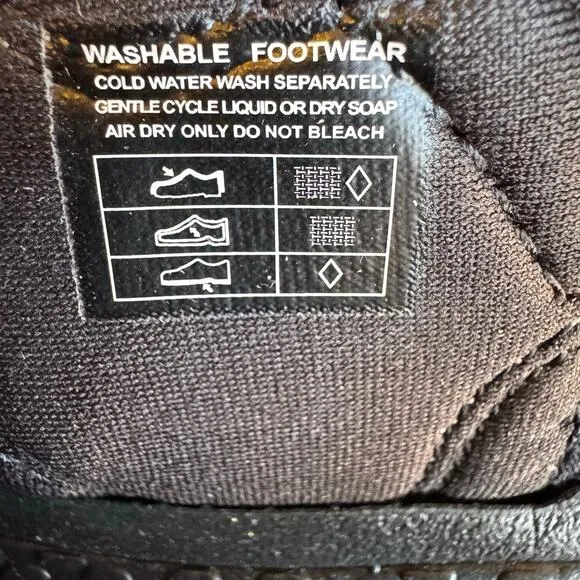 WASHABLE FOOTWEAR
COLD WATER WASH SEPARATELY
GENTLE CYCLE LIQUID OR DRY SOAP
AIR DRY ONLY DO NOT BLEACH